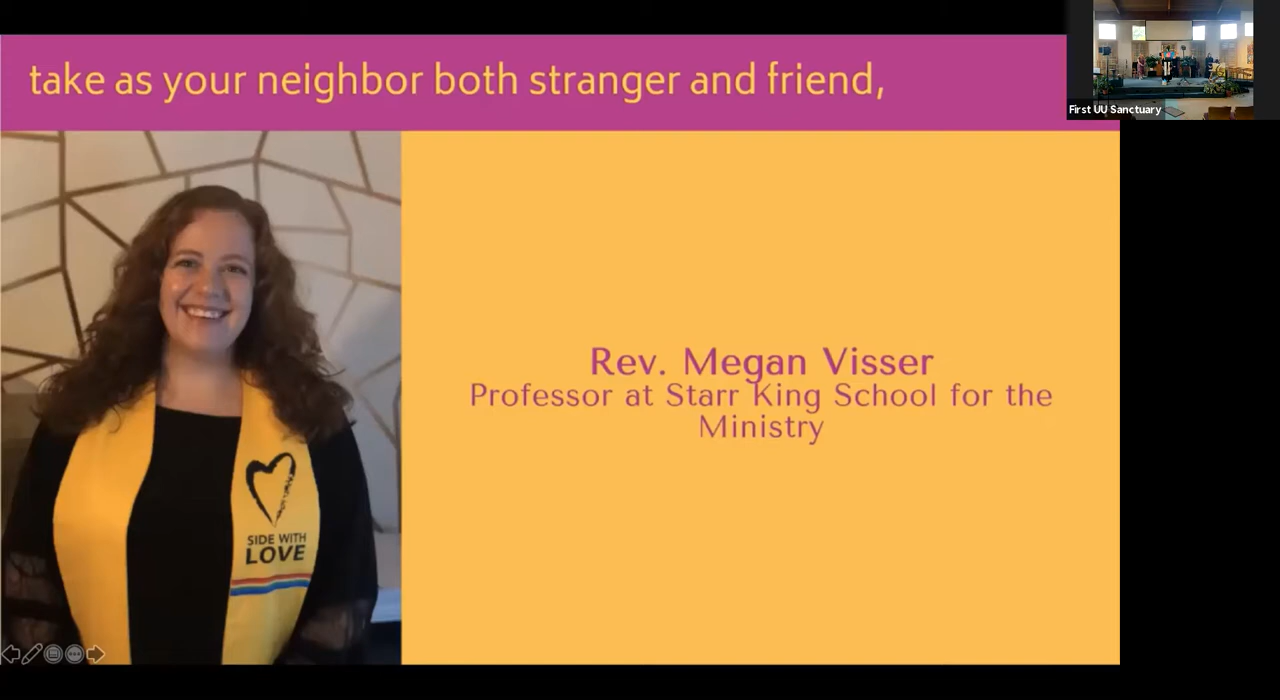 take as your neighbor both stranger and friend,
First UU Sanctuary
Rev. Megan Visser
Professor at Starr King School for the
Ministry
SIDE WITH
LOVE